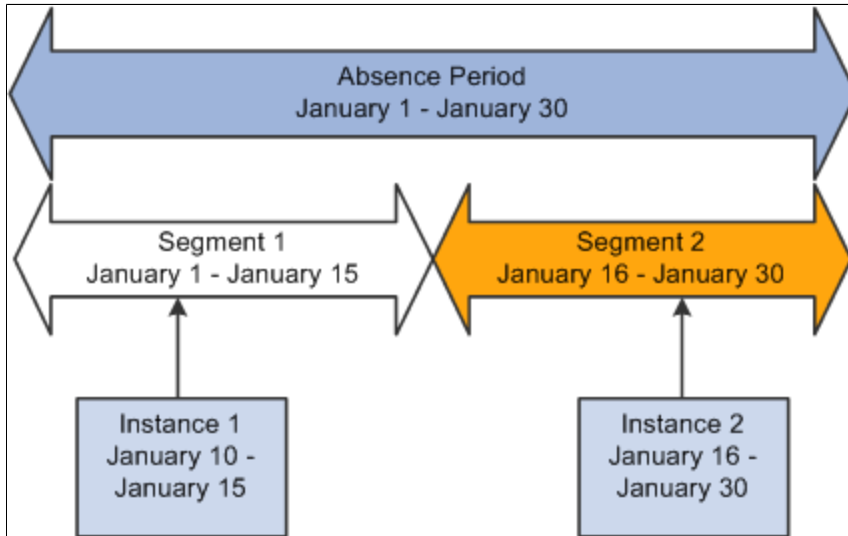 Absence Period
January 1 - January 30
Segment 1
January 1 - January 15
Segment 2
January 16 - January 30
Instance 1
January 10 -
January 15
Instance 2
January 16 -
January 30